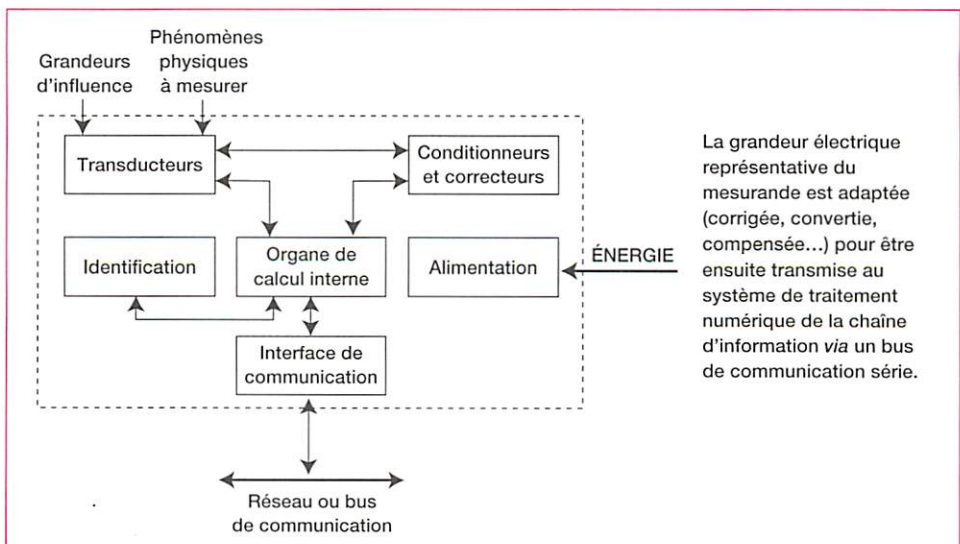 Grandeurs
d'influence
Phénomènes
physiques
à mesurer
Transducteurs
Conditionneurs
et correcteurs
Identification
Organe de
calcul interne
Alimentation
ÉNERGIE
Interface de
communication
Réseau ou bus
de communication
La grandeur électrique
représentative du
mesurande est adaptée
(corrigée, convertie,
compensée...) pour être
ensuite transmise au
système de traitement
numérique de la chaîne
d'information via un bus
de communication série.